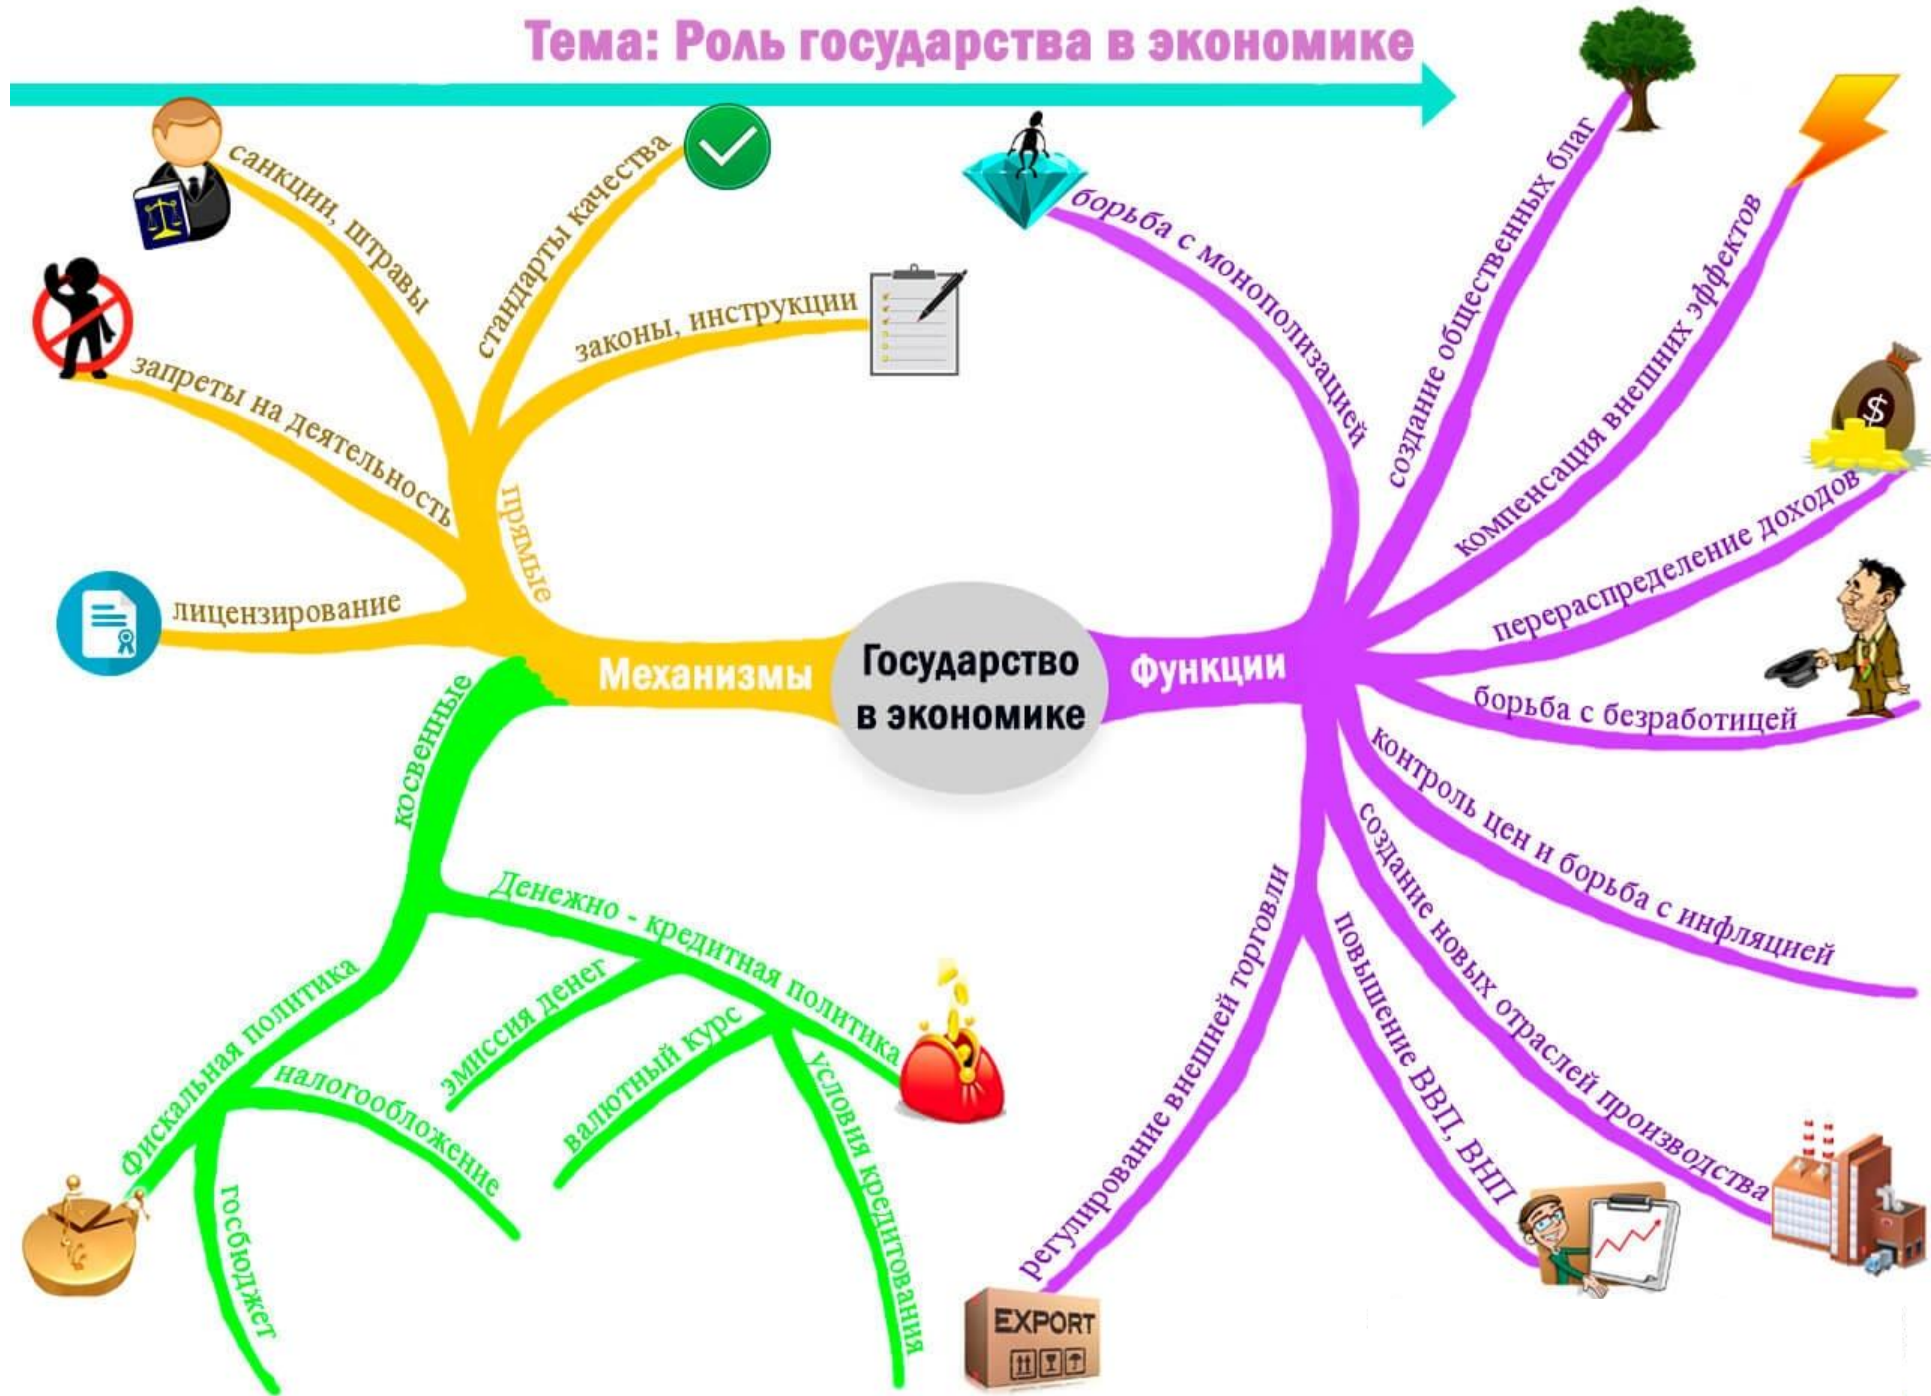 Тема: Роль государства в экономике
Государство
в экономике
Механизмы
прямые
санкции, штравы
стандарты качества
законы, инструкции
запреты на деятельность
лицензирование
косвенные
Денежно - кредитная политика
эмиссия денег
валютный курс
условия кредитования
Фискальная политика
налогообложение
госбюджет
Функции
борьба с монополизацией
создание общественных благ
компенсация внешних эффектов
перераспределение доходов
$
борьба с безработицей
контроль цен и борьба с инфляцией
создание новых отраслей производства
повышение ВВП, ВНП
регулирование внешней торговли
EXPORT